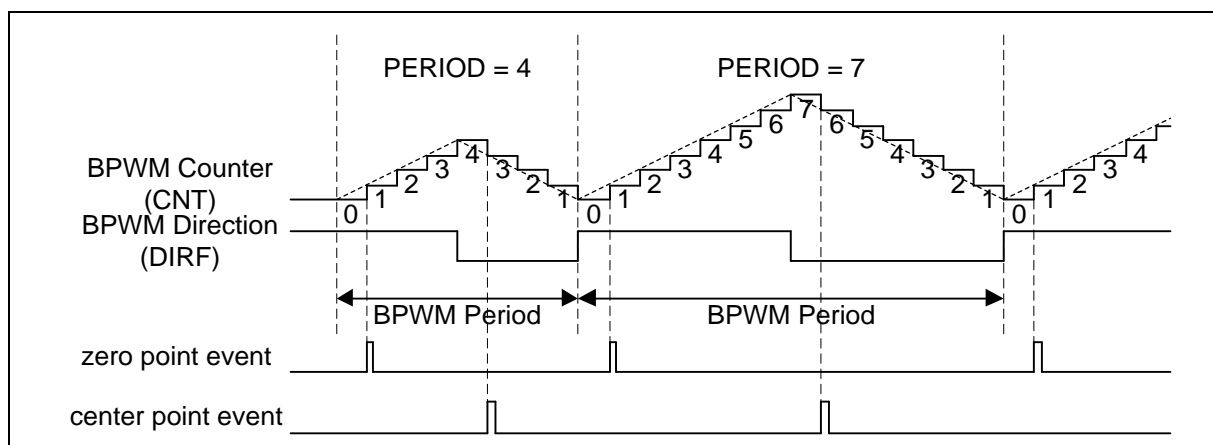 PERIOD = 4
PERIOD = 7
BPWM Counter
(CNT)
0 1 2 3 4 3 2 1 0 1 2 3 4 5 6 7 6 5 4 3 2 1 0 1 2 3 4
BPWM Direction
(DIRF)
BPWM Period
BPWM Period
zero point event
center point event